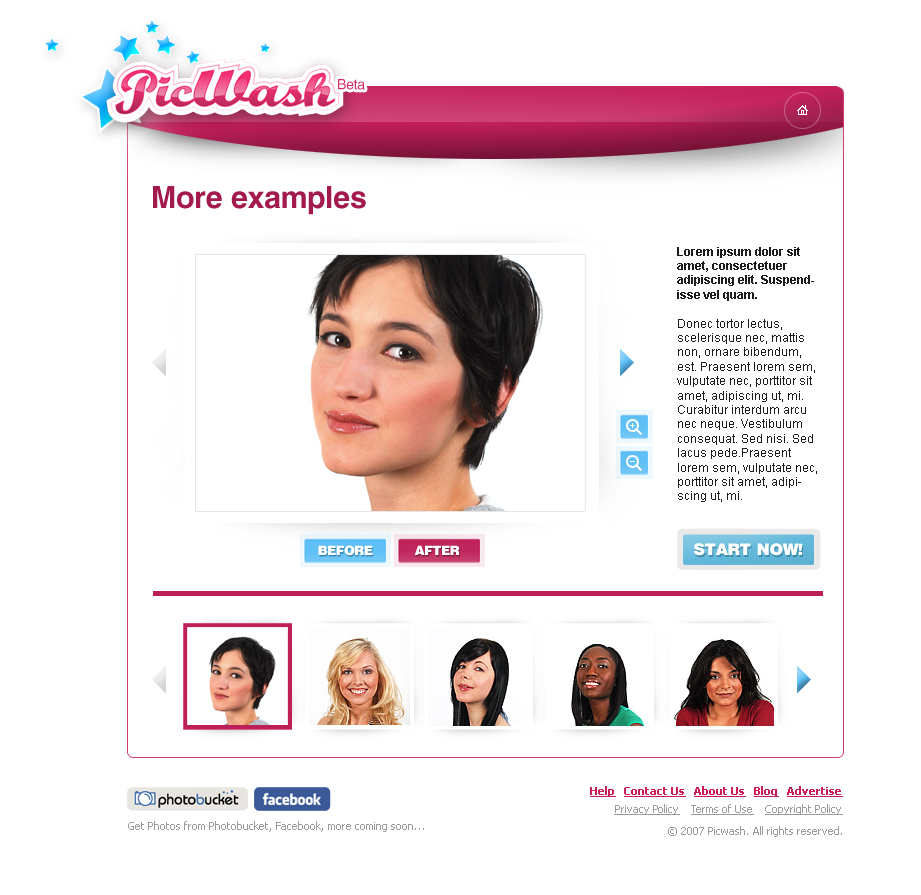 PicWash
Beta
More examples
Lorem ipsum dolor sit
amet, consectetuer
adipiscing elit. Suspend-
isse vel quam.
Donec tortor lectus,
scelerisque nec, mattis
non, ornare bibendum,
est. Praesent lorem sem,
vulputate nec, porttitor sit
amet, adipiscing ut, mi.
Curabitur interdum arcu
nec neque. Vestibulum
consequat. Sed nisi. Sed
lacus pede.Praesent
lorem sem, vulputate nec,
porttitor sit amet, adipi-
scing ut, mi.
BEFORE
AFTER
START NOW!
photobucket
facebook
Get Photos from Photobucket, Facebook, more coming soon...
Help Contact Us About Us Blog Advertise
Privacy Policy Terms of Use Copyright Policy
© 2007 Picwash. All rights reserved.